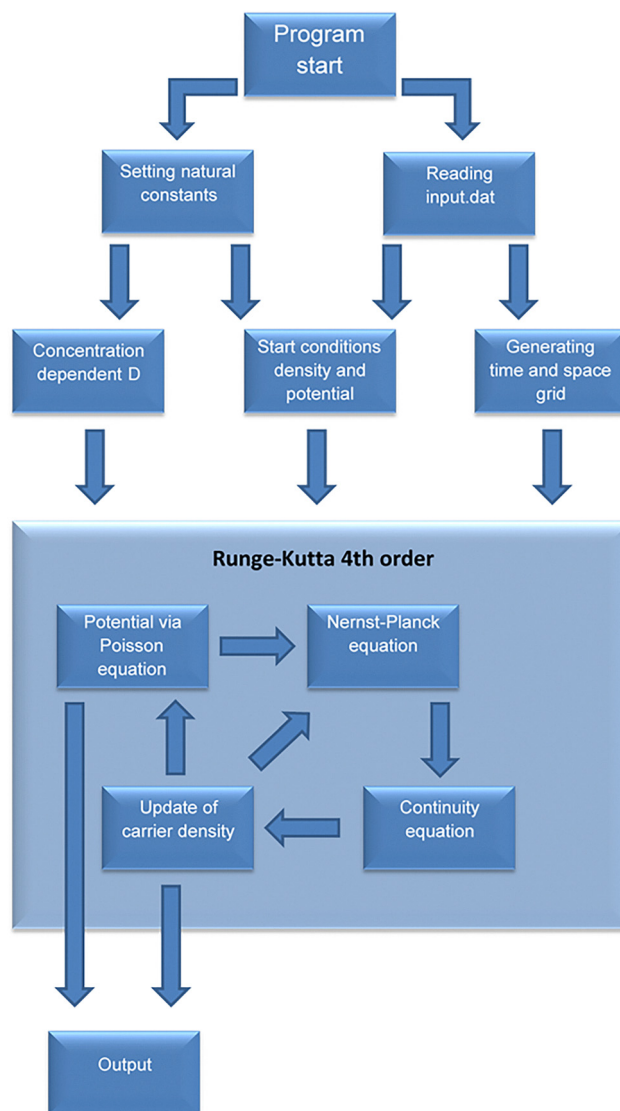 Program
start
Setting natural
constants
Reading
input.dat
Concentration
dependent D
Start conditions
density and
potential
Generating
time and space
grid
Runge-Kutta 4th order
Potential via
Poisson
equation
Nernst-Planck
equation
Update of
carrier density
Continuity
equation
Output